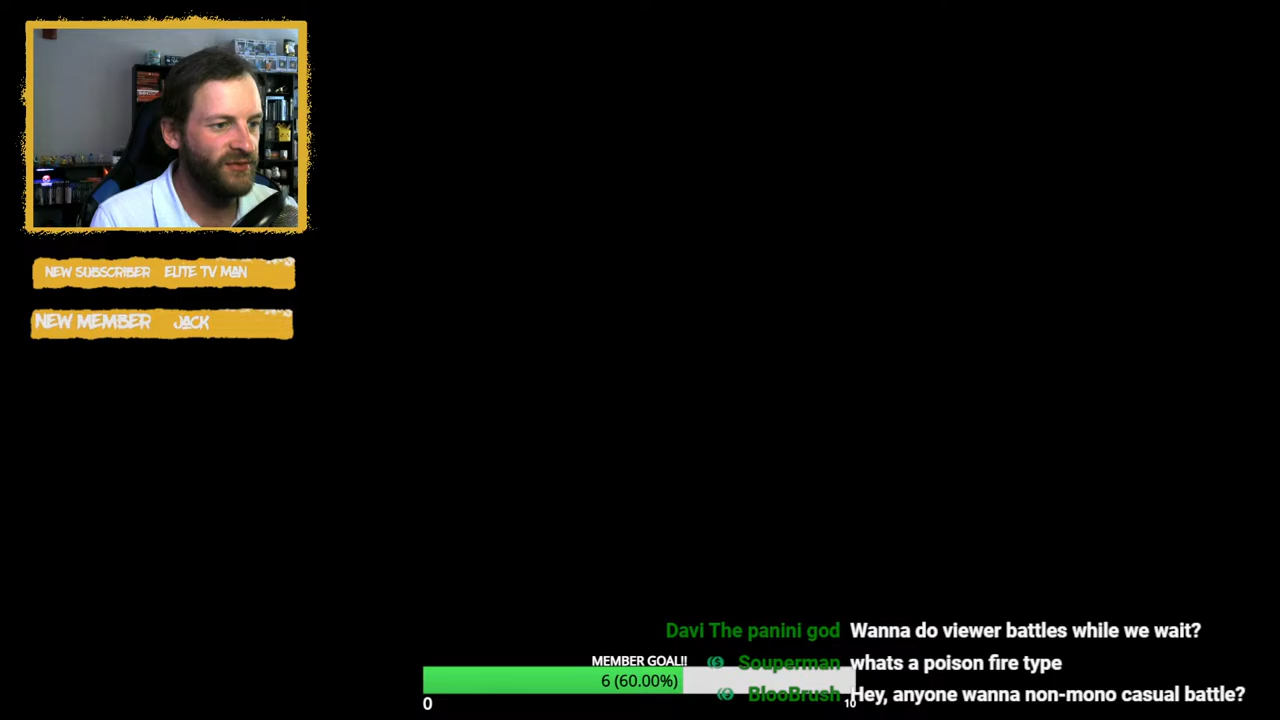 NEW SUBSCRIBER ELITE TV MAN
NEW MEMBER JACK
Davi The panini god Wanna do viewer battles while we wait?
MEMBER GOAL!!
Souperman whats a poison fire type
6 (60.00%)
BlooBrush Hey, anyone wanna non-mono casual battle?
0
10